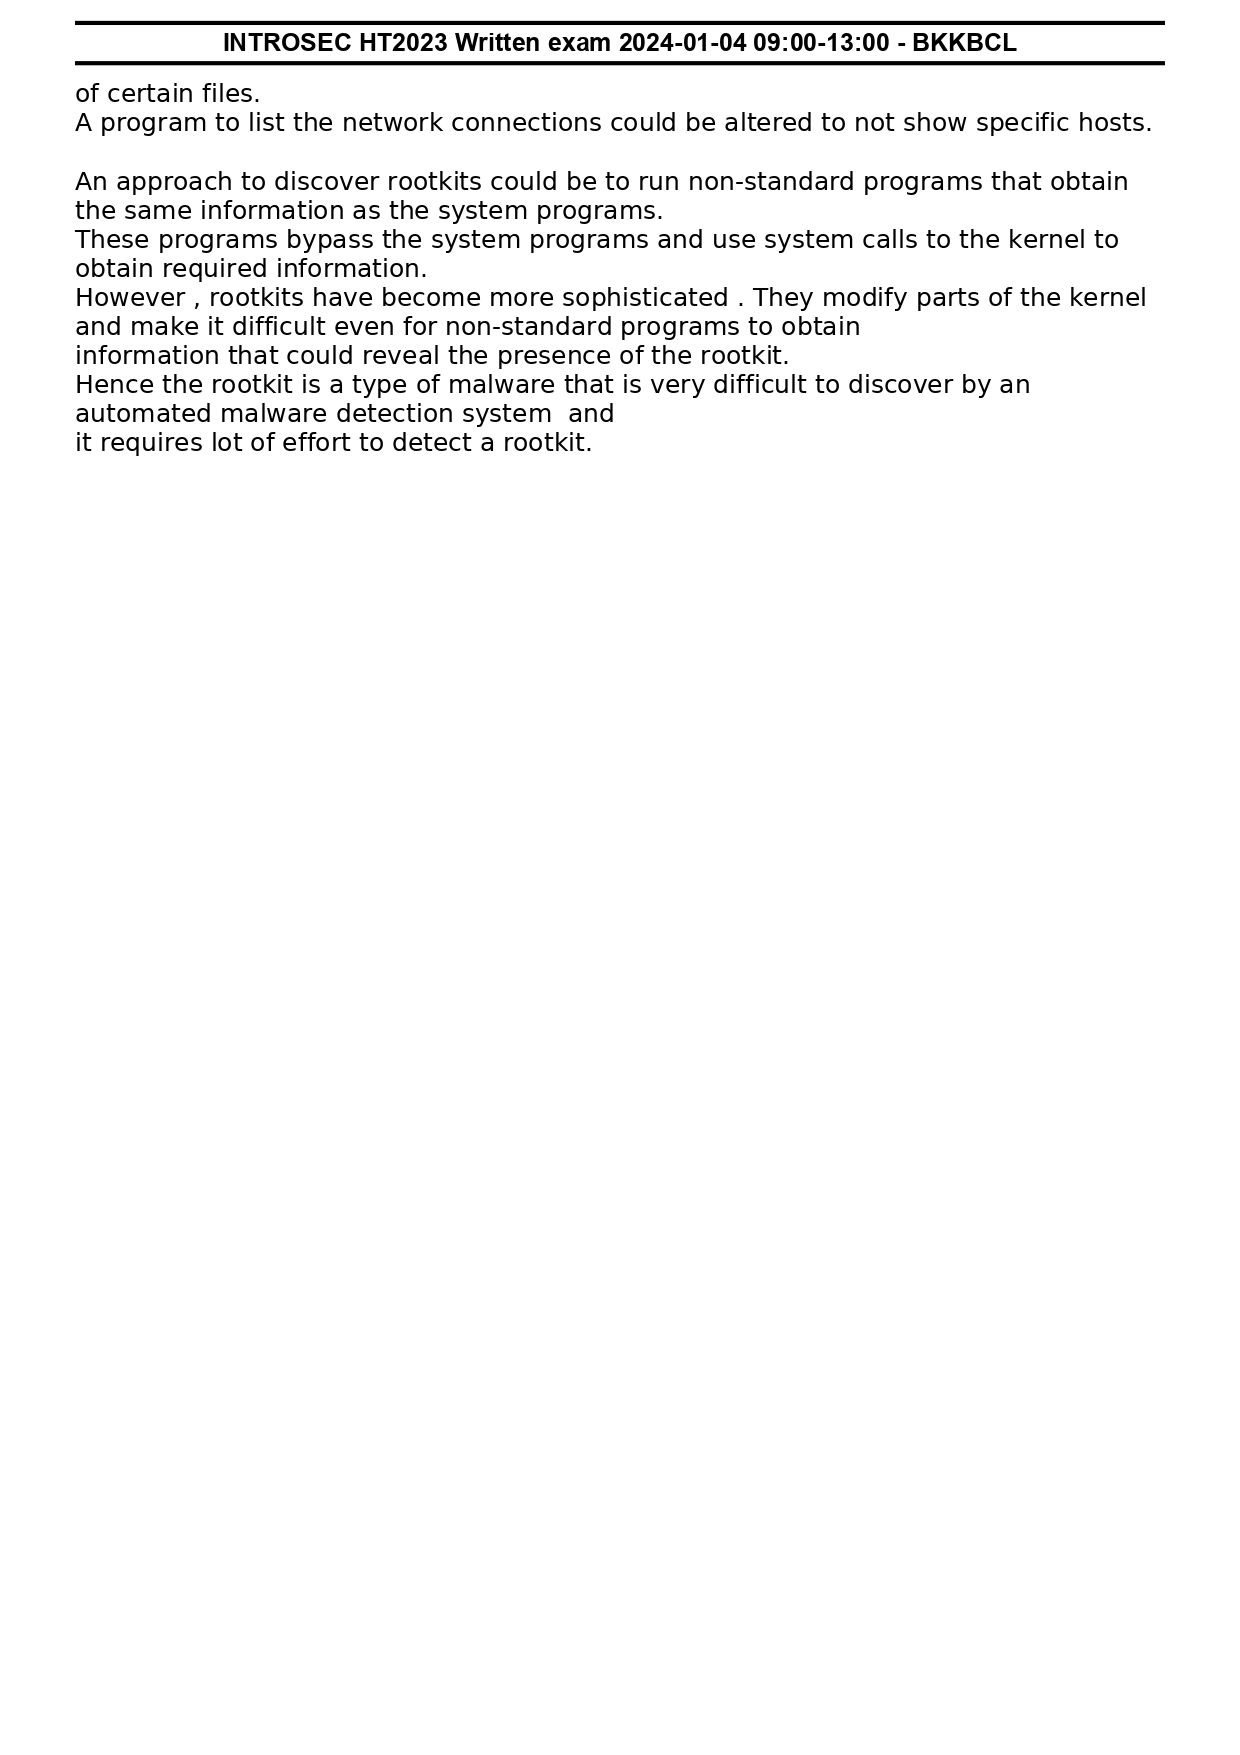 INTROSEC HT2023 Written exam 2024-01-04 09:00-13:00 - BKKBCL
of certain files.
A program to list the network connections could be altered to not show specific hosts.
An approach to discover rootkits could be to run non-standard programs that obtain
the same information as the system programs.
These programs bypass the system programs and use system calls to the kernel to
obtain required information.
However , rootkits have become more sophisticated . They modify parts of the kernel
and make it difficult even for non-standard programs to obtain
information that could reveal the presence of the rootkit.
Hence the rootkit is a type of malware that is very difficult to discover by an
automated malware detection system  and
it requires lot of effort to detect a rootkit.